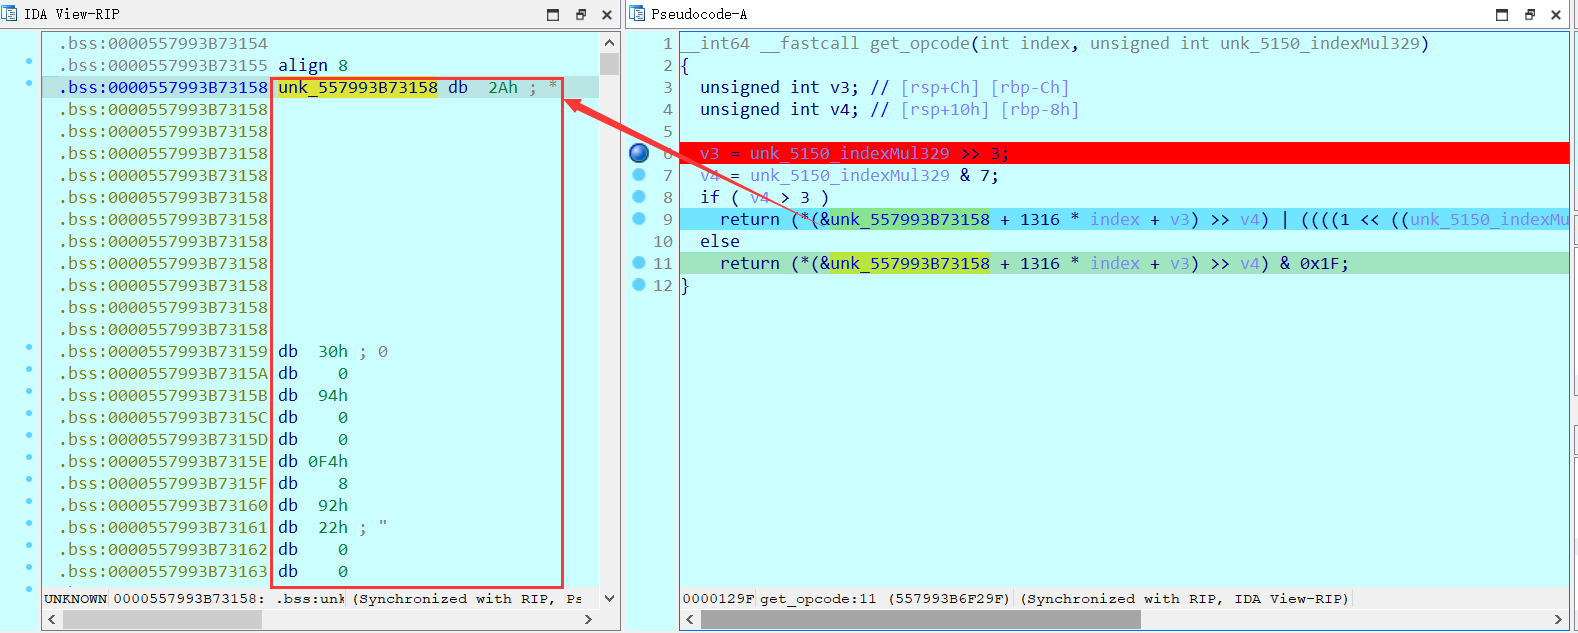 IDA View-RIP
.bss:0000557993B73154
.bss:0000557993B73155 align 8
.bss:0000557993B73158 unk_557993B73158 db  2Ah ; *
.bss:0000557993B73158
.bss:0000557993B73158
.bss:0000557993B73158
.bss:0000557993B73158
.bss:0000557993B73158
.bss:0000557993B73158
.bss:0000557993B73158
.bss:0000557993B73158
.bss:0000557993B73158
.bss:0000557993B73158
.bss:0000557993B73158
.bss:0000557993B73159 db  30h ; 0
.bss:0000557993B7315A db    0
.bss:0000557993B7315B db  94h
.bss:0000557993B7315C db    0
.bss:0000557993B7315D db    0
.bss:0000557993B7315E db 0F4h
.bss:0000557993B7315F db    8
.bss:0000557993B73160 db  92h
.bss:0000557993B73161 db  22h ; "
.bss:0000557993B73162 db    0
.bss:0000557993B73163 db    0
UNKNOWN 0000557993B73158: .bss:unk (Synchronized with RIP, Ps
Pseudocode-A
1 __int64 __fastcall get_opcode(int index, unsigned int unk_5150_indexMul329)
2 {
3   unsigned int v3; // [rsp+Ch] [rbp-Ch]
4   unsigned int v4; // [rsp+10h] [rbp-8h]
5
6   v3 = unk_5150_indexMul329 >> 3;
7   v4 = unk_5150_indexMul329 & 7;
8   if ( v4 > 3 )
9     return (*(&unk_557993B73158 + 1316 * index + v3) >> v4) | ((((1 << ((unk_5150_indexMu
10   else
11     return (*(&unk_557993B73158 + 1316 * index + v3) >> v4) & 0x1F;
12 }
0000129F get_opcode:11 (557993B6F29F) (Synchronized with RIP, IDA View-RIP)